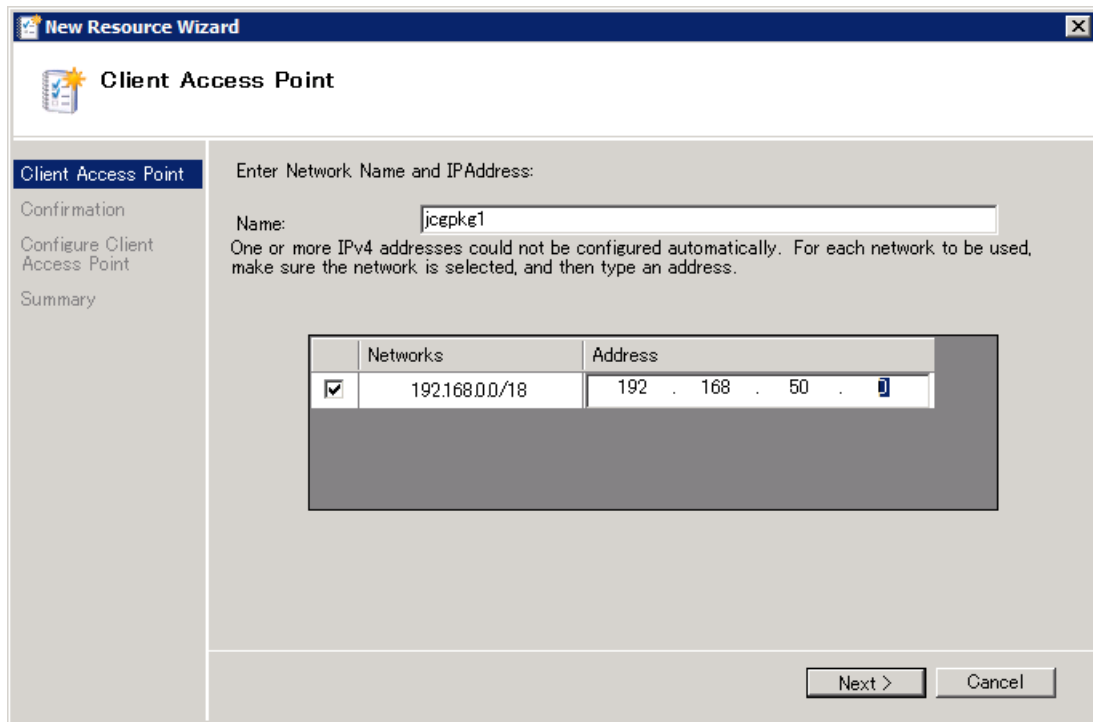 New Resource Wizard
Client Access Point
Client Access Point
Confirmation
Configure Client
Access Point
Summary
Enter Network Name and IPAddress:
Name: jcgpkg1
One or more IPv4 addresses could not be configured automatically. For each network to be used,
make sure the network is selected, and then type an address.
Networks Address
192.168.0.0/18 192 . 168 . 50 . 0
Next > Cancel